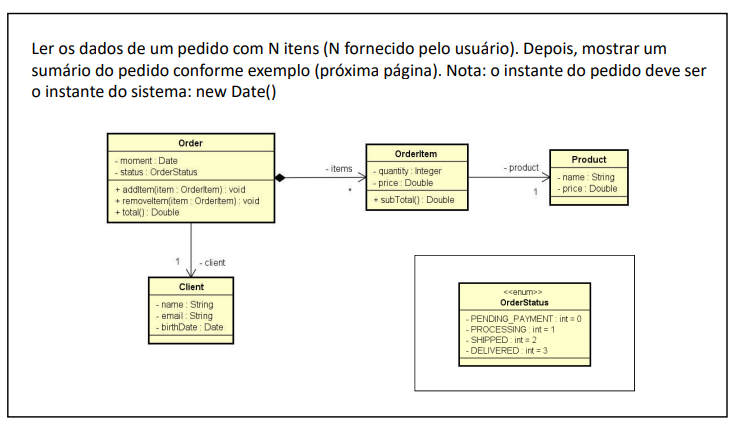 Ler os dados de um pedido com N itens (N fornecido pelo usuário). Depois, mostrar um
sumário do pedido conforme exemplo (próxima página). Nota: o instante do pedido deve ser
o instante do sistema: new Date()
Order
- moment : Date
- status : OrderStatus
+ addItem(item : OrderItem) : void
+ removeItem(item : OrderItem) : void
+ total() : Double
- items
*
OrderItem
- quantity : Integer
- price : Double
+ subTotal() : Double
- product
1
Product
- name : String
- price : Double
1
- client
Client
- name : String
- email : String
- birthDate : Date
<<enum>>
OrderStatus
- PENDING_PAYMENT : int = 0
- PROCESSING : int = 1
- SHIPPED : int = 2
- DELIVERED : int = 3